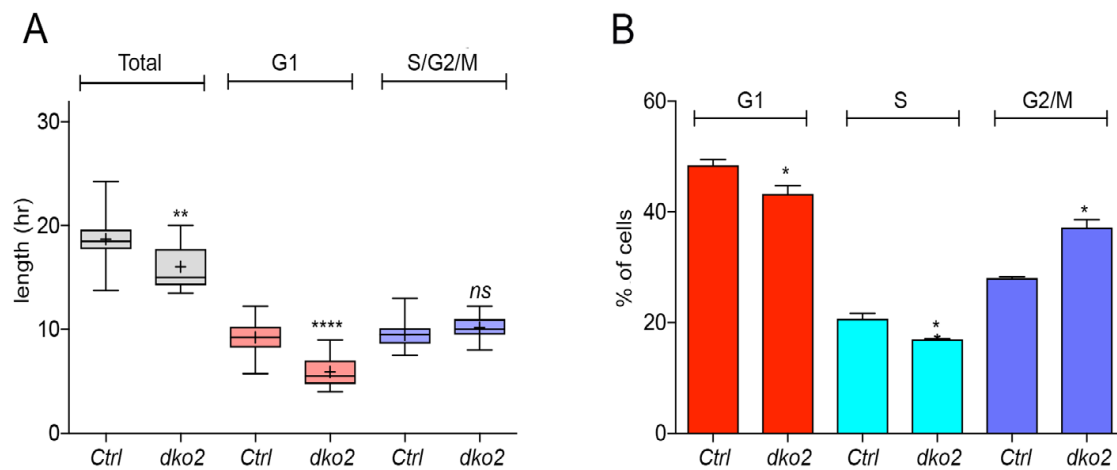 A
Total G1 S/G2/M
length (hr)
30
20
10
0
**
****
ns
Ctrl dko2 Ctrl dko2 Ctrl dko2
B
G1 S G2/M
% of cells
60
40
20
0
*
*
*
*
Ctrl dko2 Ctrl dko2 Ctrl dko2